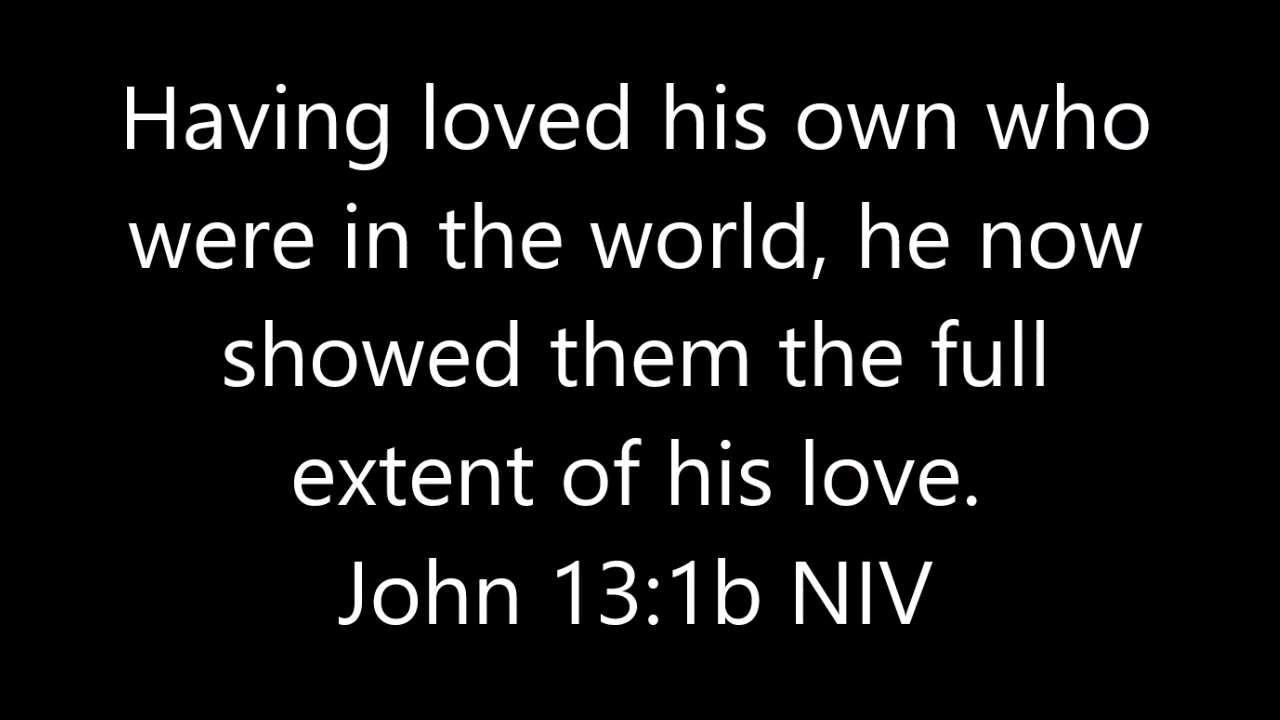 Having loved his own who
were in the world, he now
showed them the full
extent of his love.
John 13:1b NIV